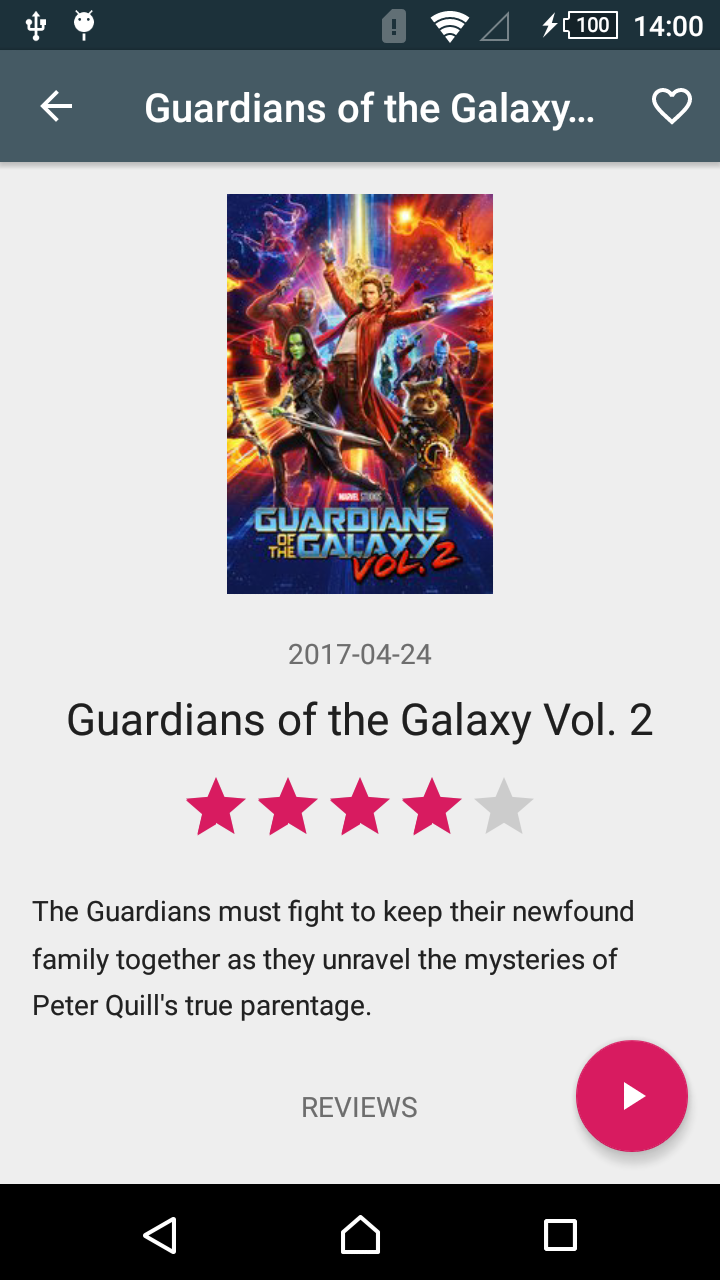 100 14:00
Guardians of the Galaxy...
MARVEL STUDIOS
GUARDIANS
OF THE GALAXY
VOL. 2
2017-04-24
Guardians of the Galaxy Vol. 2
The Guardians must fight to keep their newfound
family together as they unravel the mysteries of
Peter Quill's true parentage.
REVIEWS